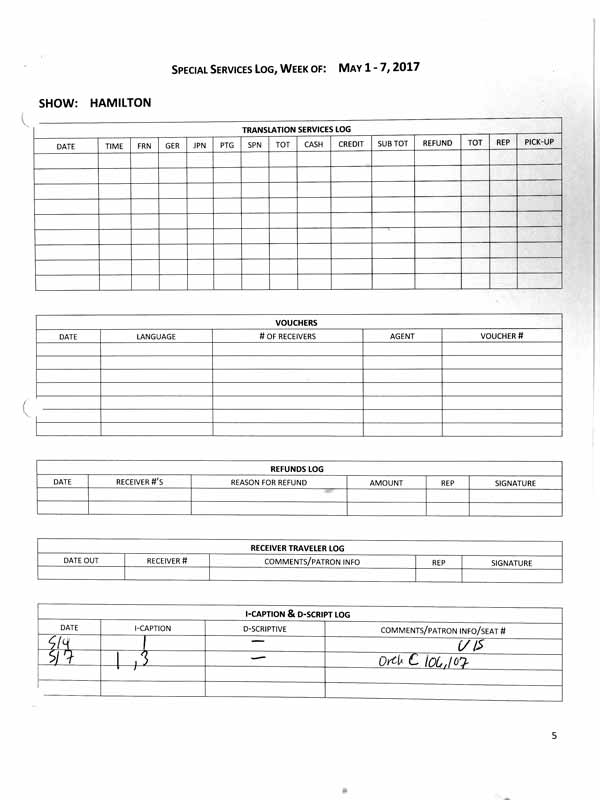 SPECIAL SERVICES LOG, WEEK OF: MAY 1 - 7, 2017
SHOW: HAMILTON
TRANSLATION SERVICES LOG
DATE TIME FRN GER JPN PTG SPN TOT CASH CREDIT SUB TOT REFUND TOT REP PICK-UP
VOUCHERS
DATE LANGUAGE # OF RECEIVERS AGENT VOUCHER #
REFUNDS LOG
DATE RECEIVER #'S REASON FOR REFUND AMOUNT REP SIGNATURE
RECEIVER TRAVELER LOG
DATE OUT RECEIVER # COMMENTS/PATRON INFO REP SIGNATURE
I-CAPTION & D-SCRIPT LOG
DATE I-CAPTION D-SCRIPTIVE COMMENTS/PATRON INFO/SEAT #
5/4 1 —
5/7 1,3 — Orch C 106,107
5